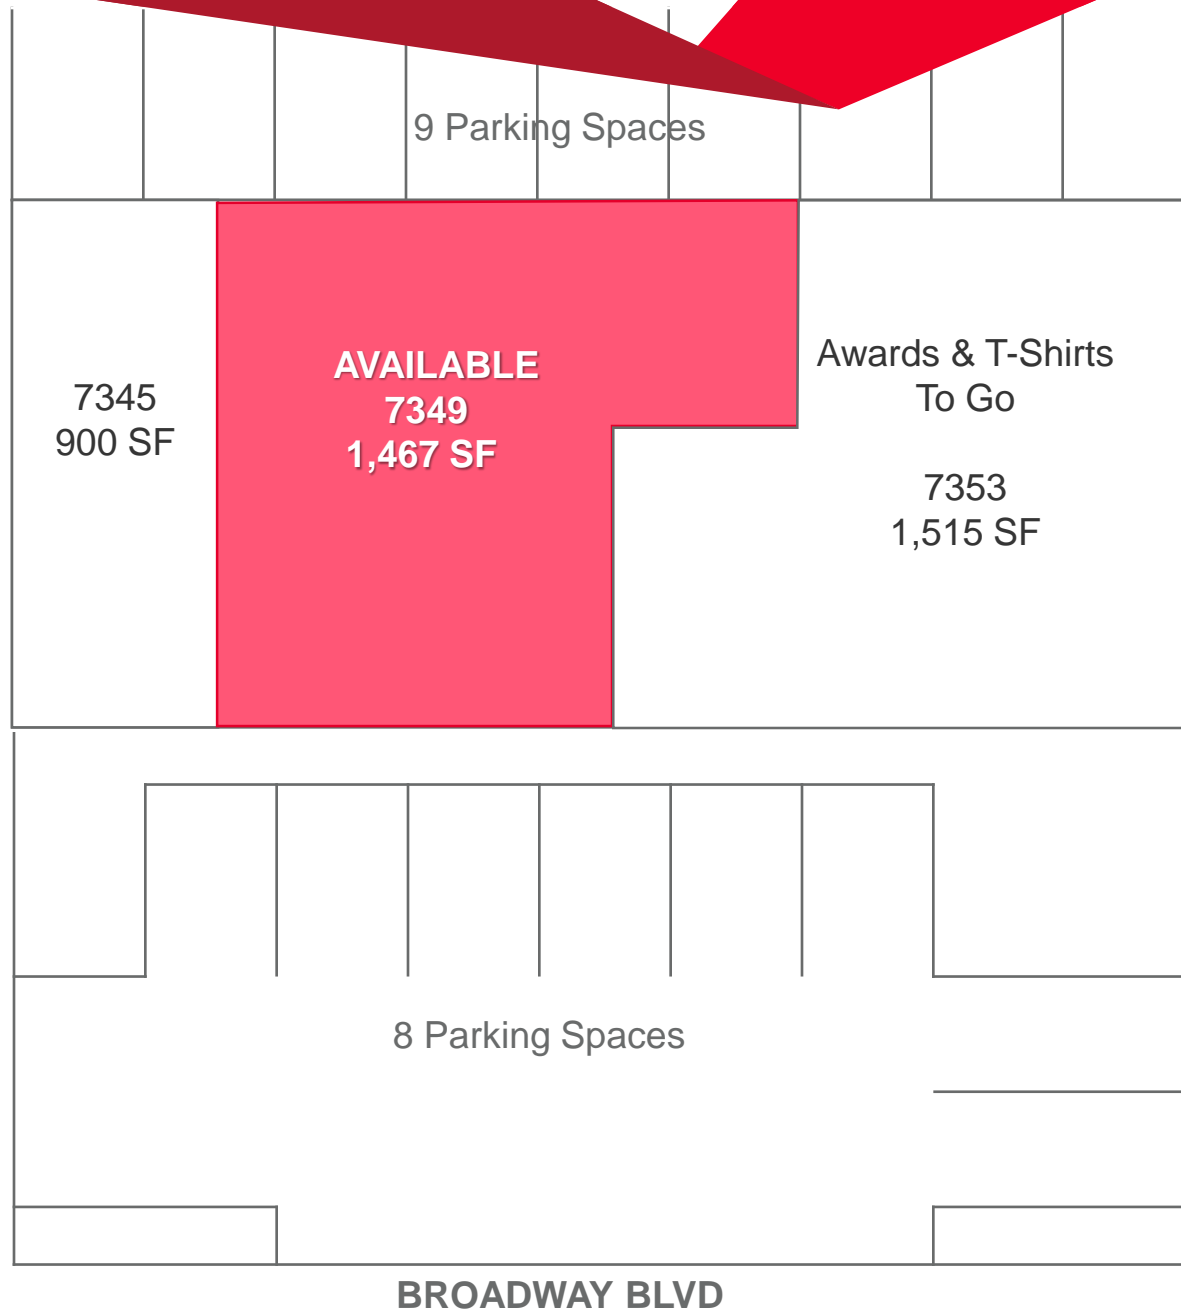 9 Parking Spaces
7345
900 SF
AVAILABLE
7349
1,467 SF
Awards & T-Shirts
To Go
7353
1,515 SF
8 Parking Spaces
BROADWAY BLVD